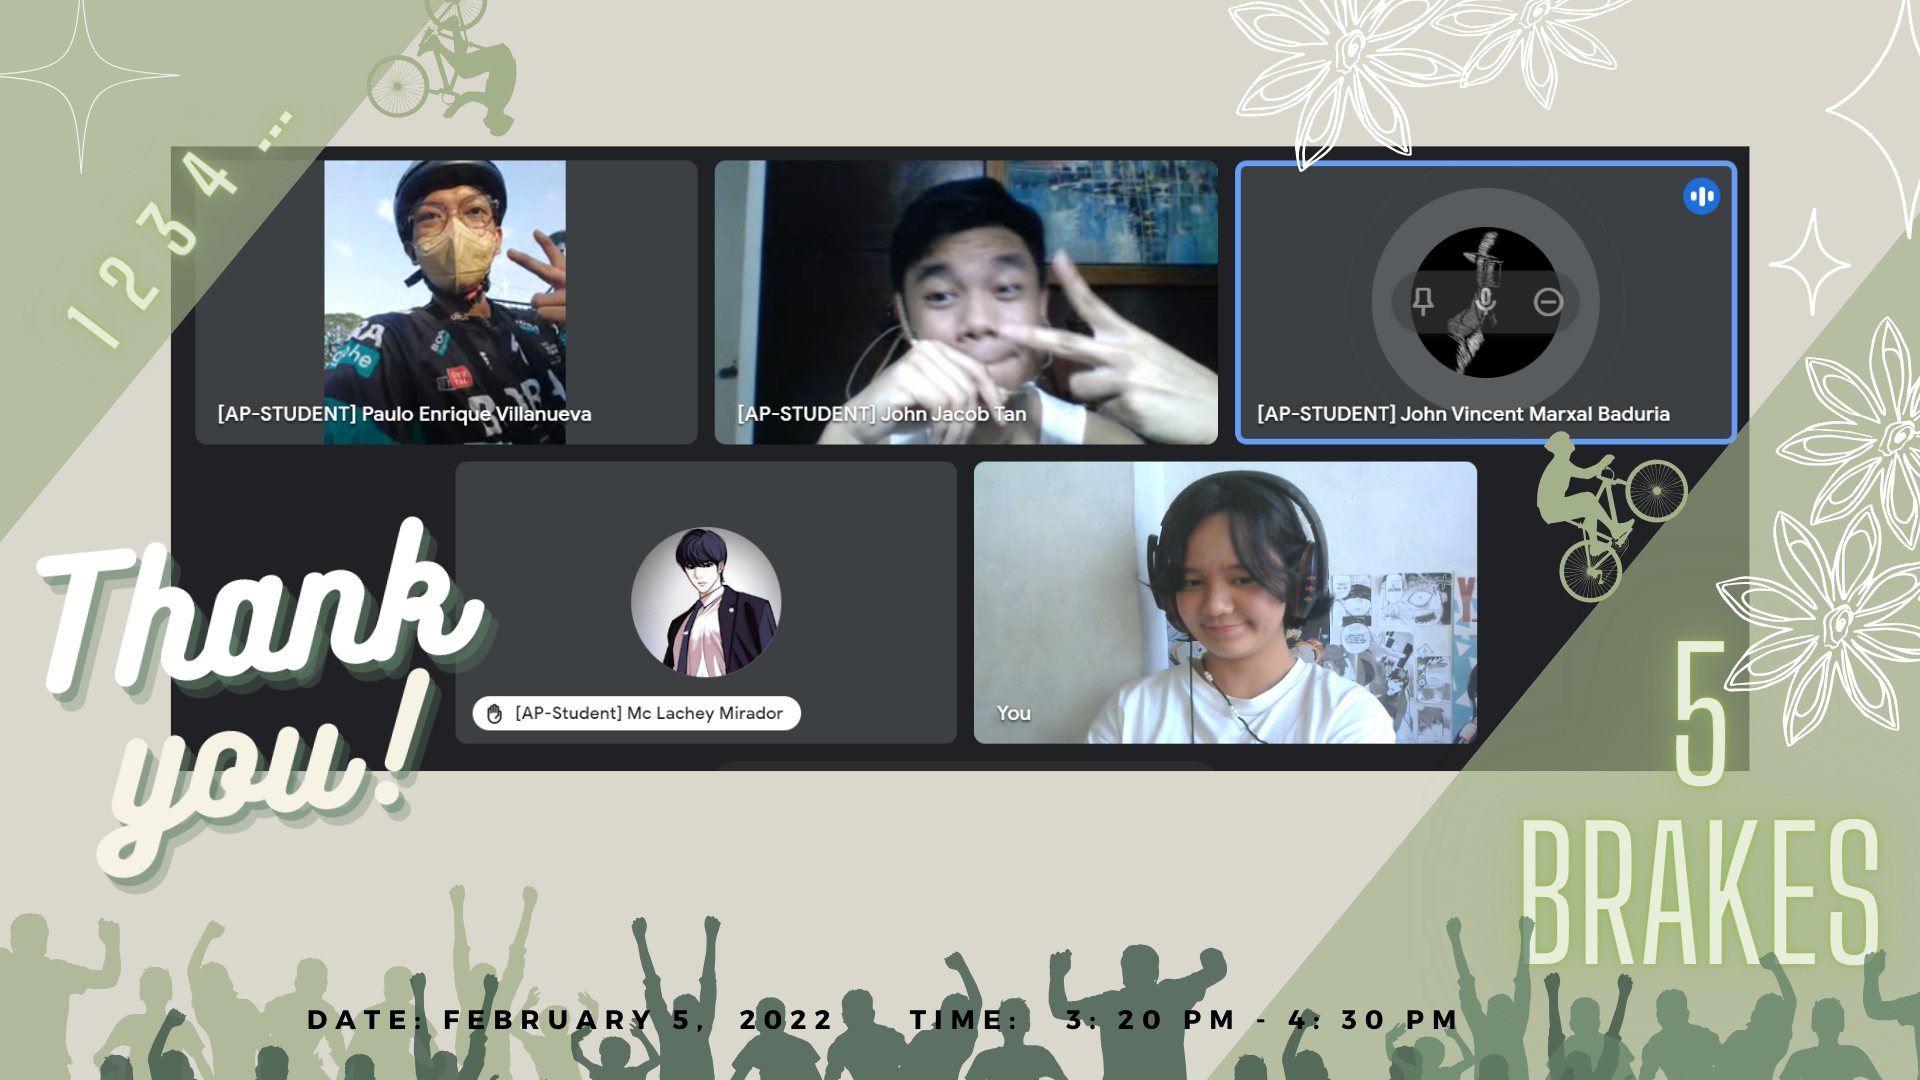 1 2 3 4 ...
[AP-STUDENT] Paulo Enrique Villanueva
[AP-STUDENT] John Jacob Tan
[AP-STUDENT] John Vincent Marxal Baduria
[AP-Student] Mc Lachey Mirador
You
Thank
you!
5
BRAKES
DATE: FEBRUARY 5, 2022 TIME: 3: 20 PM - 4: 30 PM